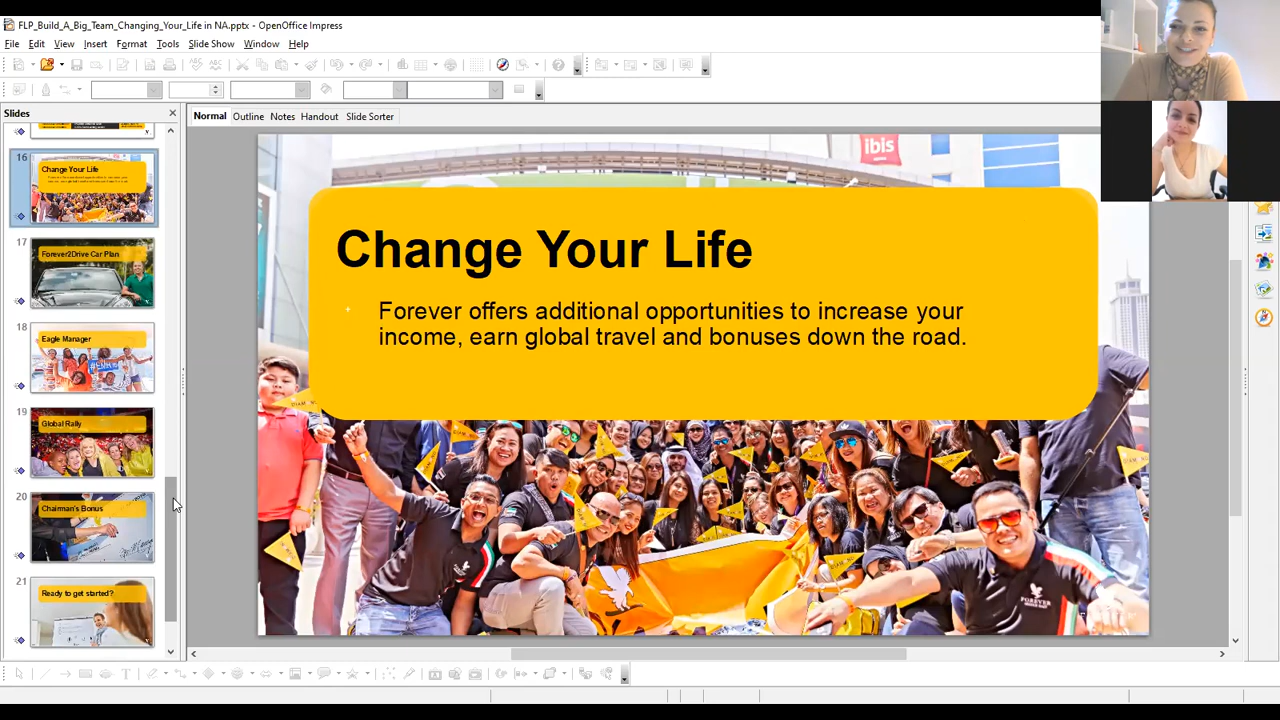 FLP_Build_A_Big_Team_Changing_Your_Life in NA.pptx - OpenOffice Impress
File Edit View Insert Format Tools Slide Show Window Help
Slides
Normal Outline Notes Handout Slide Sorter
16
Change Your Life
17
Forever2Drive Car Plan
18
Eagle Manager
19
Global Rally
20
Chairman's Bonus
21
Ready to get started?
ibis
Change Your Life
Forever offers additional opportunities to increase your
income, earn global travel and bonuses down the road.
FOREVER